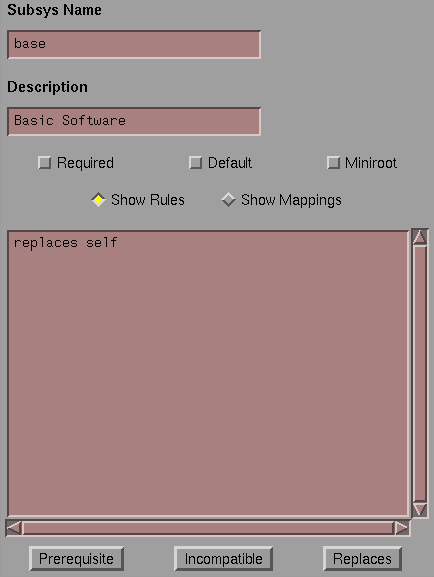 Subsys Name
base
Description
Basic Software
Required Default Miniroot
Show Rules Show Mappings
replaces self
Prerequisite Incompatible Replaces